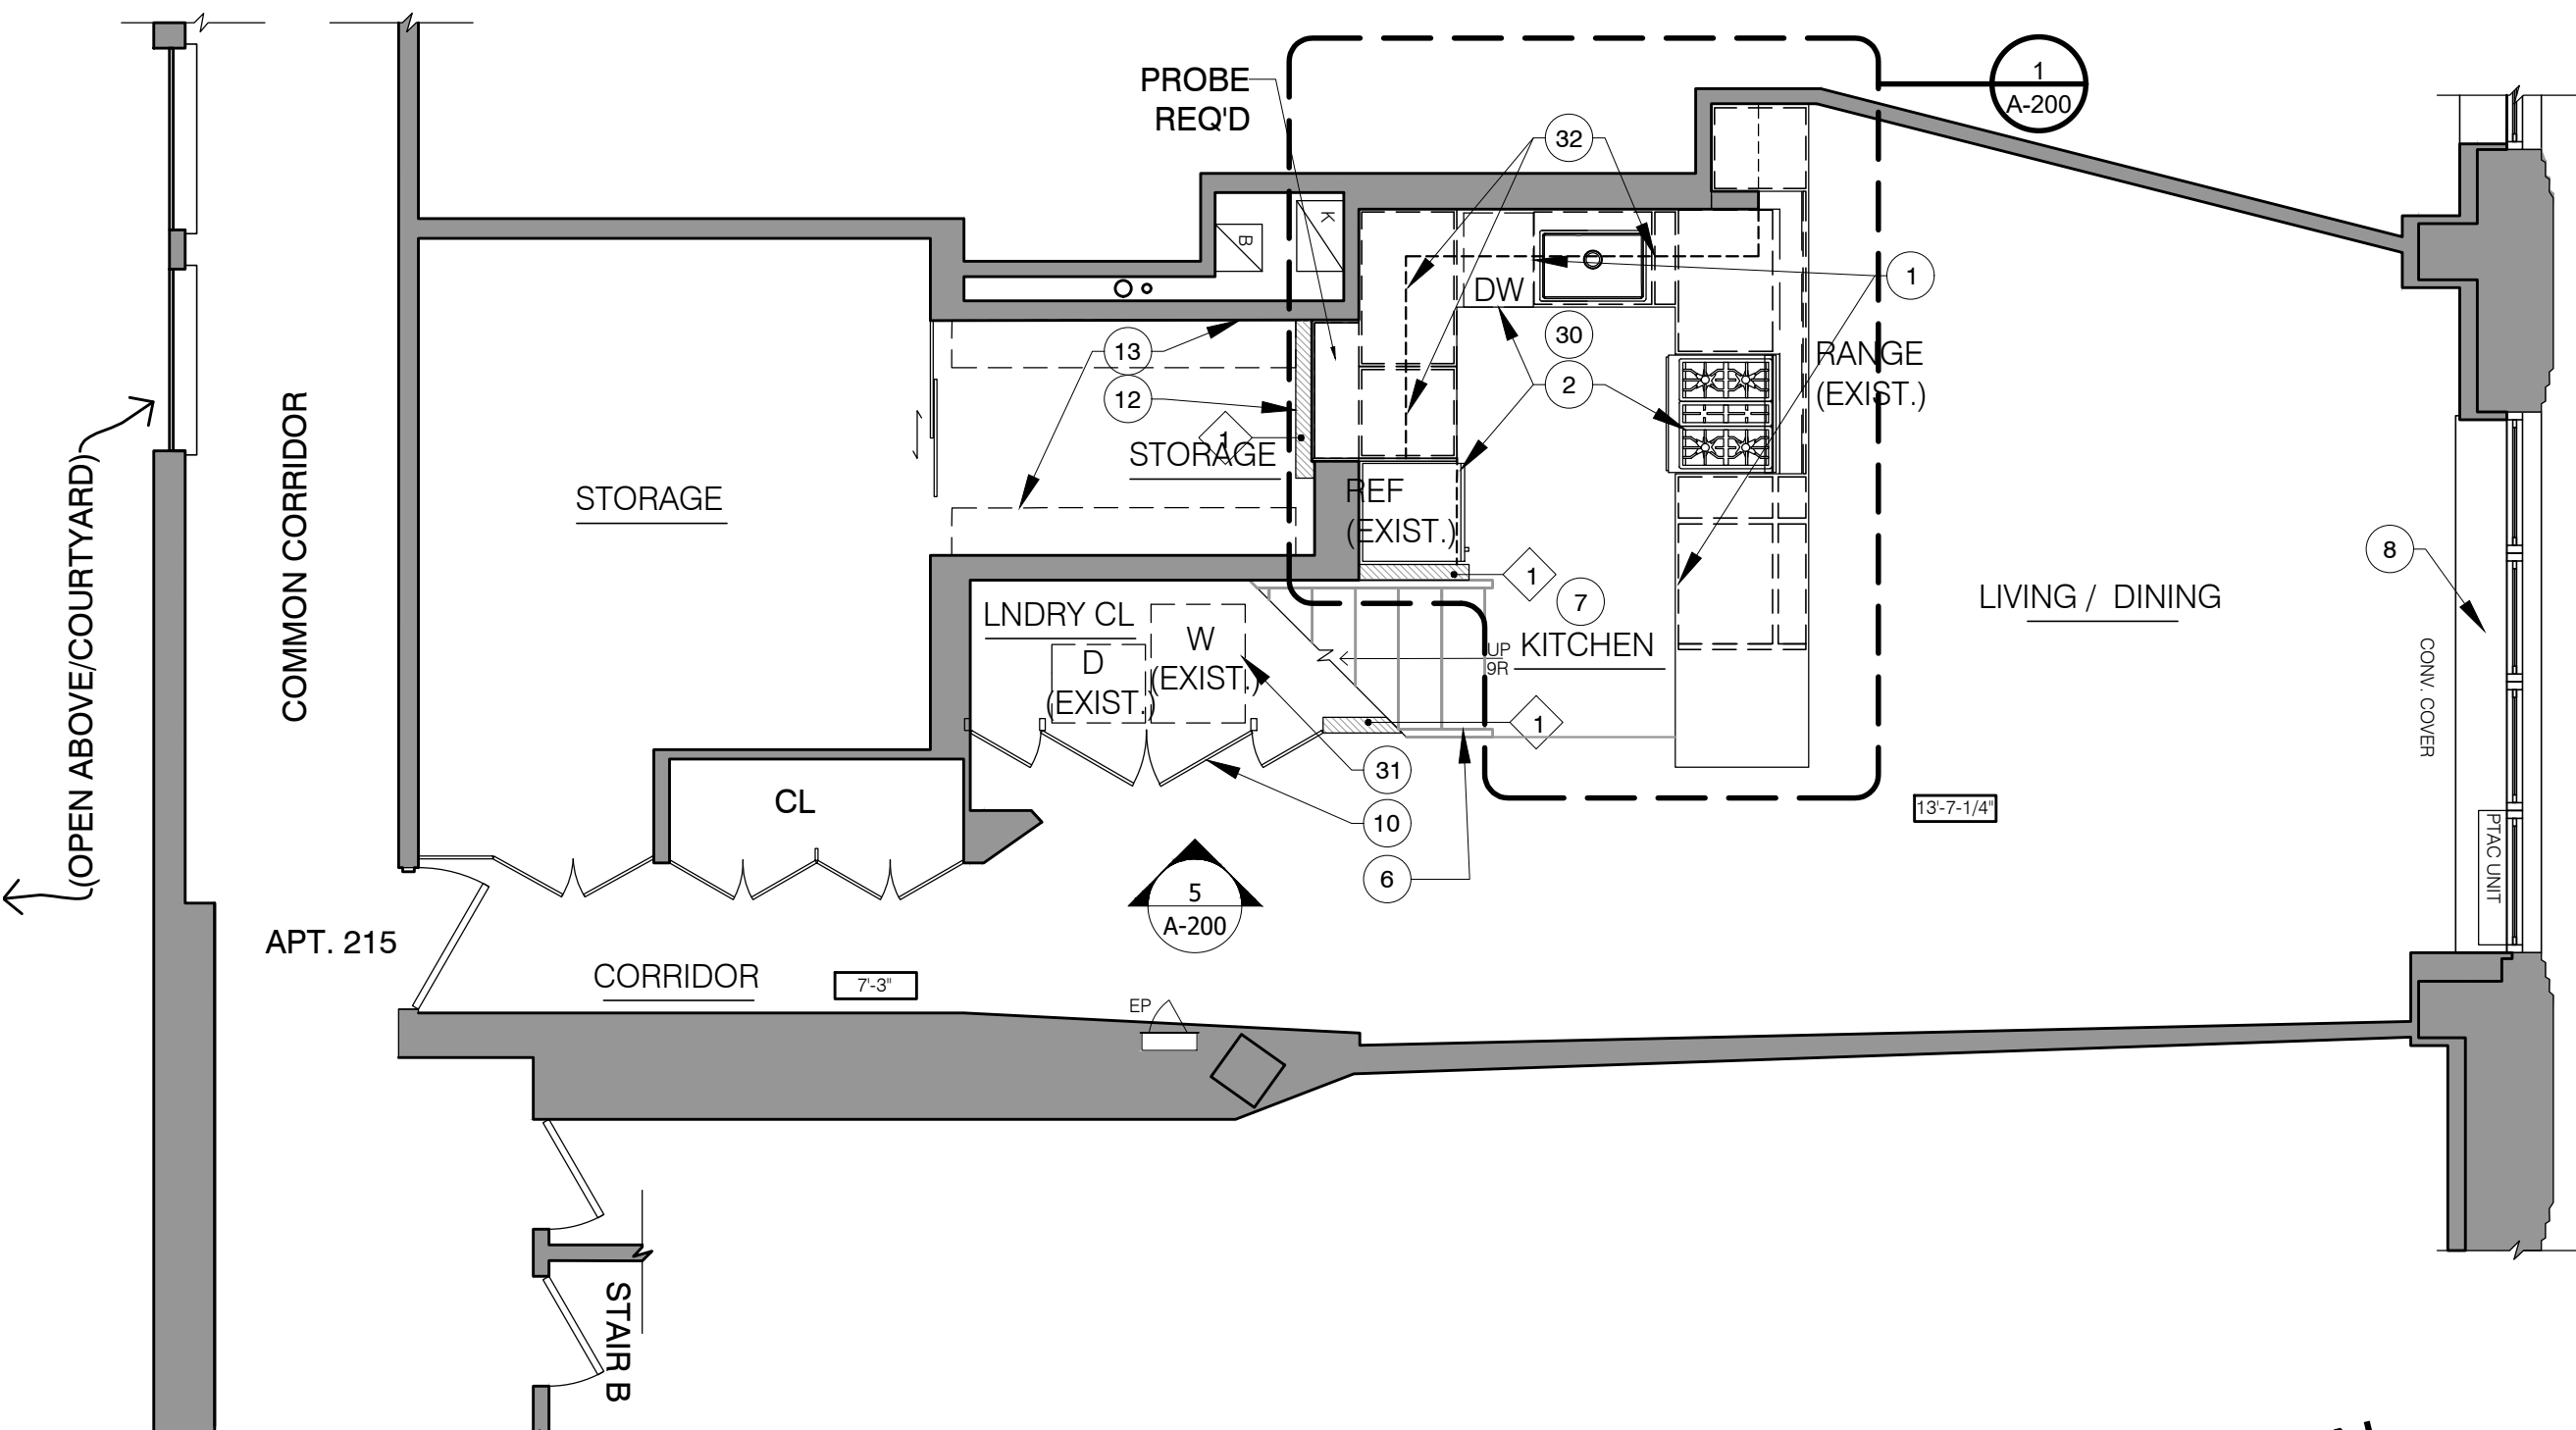 PROBE
REQ'D
1
A-200
32
K
B
1
DW
13
30
RANGE
(EXIST.)
12
2
1
STORAGE
STORAGE
REF
(EXIST.)
COMMON CORRIDOR
(OPEN ABOVE/COURTYARD)
8
1
7
LIVING / DINING
LNDRY CL
W
(EXIST.)
D
(EXIST.)
UP
9R
KITCHEN
CONV. COVER
1
31
CL
10
13'-7-1/4"
PTAC UNIT
6
5
A-200
APT. 215
CORRIDOR
7'-3"
EP
STAIR B